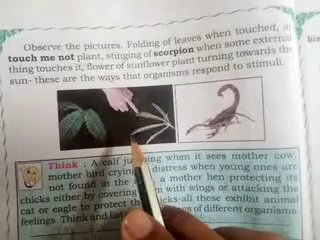 Observe the pictures. Folding of leaves when touched, in
touch me not plant, stinging of scorpion when some external
thing touches it, flower of sunflower plant turning towards the
sun- these are the ways that organisms respond to stimuli.
Think : A calf jumping when it sees mother cow,
mother bird crying distress when young ones are
not found in the a mother hen protecting its
chicks either by covering them with wings or attacking the
cat or eagle to protect the chicks-all these exhibit animal
feelings. Think and of different organisms